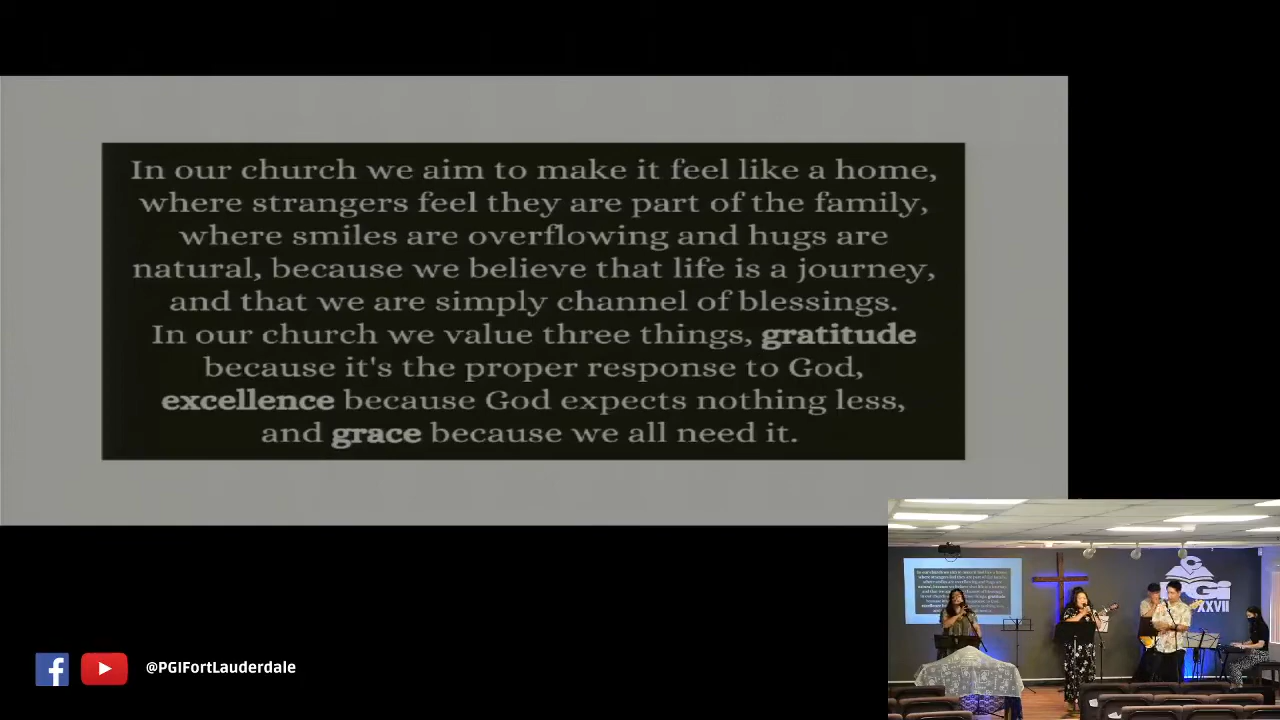 In our church we aim to make it feel like a home,
where strangers feel they are part of the family,
where smiles are overflowing and hugs are
natural, because we believe that life is a journey,
and that we are simply channel of blessings.
In our church we value three things, gratitude
because it's the proper response to God,
excellence because God expects nothing less,
and grace because we all need it.
@PGIFortLauderdale
XXVII